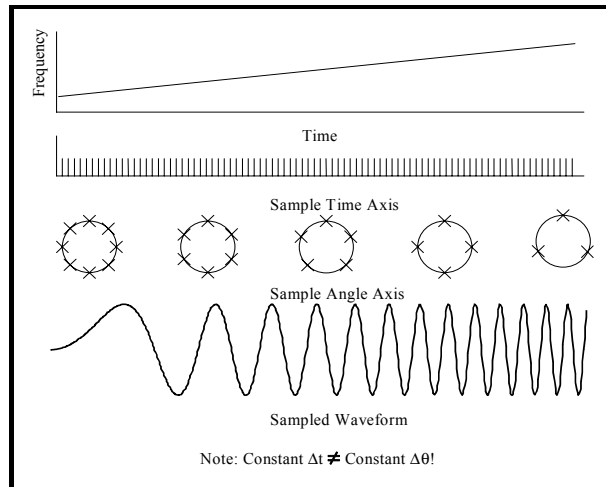 Frequency
Time
Sample Time Axis
Sample Angle Axis
Sampled Waveform
Note: Constant Δt ≠ Constant Δθ!